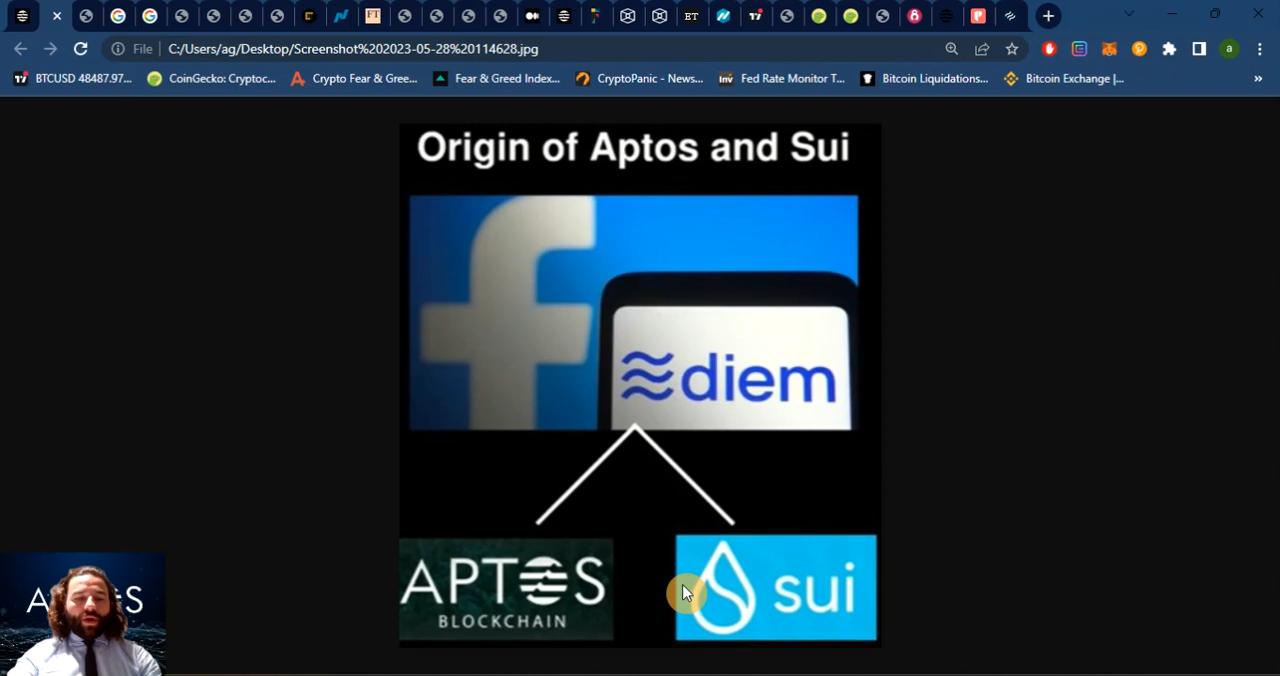 File C:/Users/ag/Desktop/Screenshot%202023-05-28%20114628.jpg
BTCUSD 48487.97...
CoinGecko: Cryptoc...
Crypto Fear & Gree...
Fear & Greed Index...
CryptoPanic - News...
Fed Rate Monitor T...
Bitcoin Liquidations...
Bitcoin Exchange |...
Origin of Aptos and Sui
diem
APTOS
BLOCKCHAIN
sui